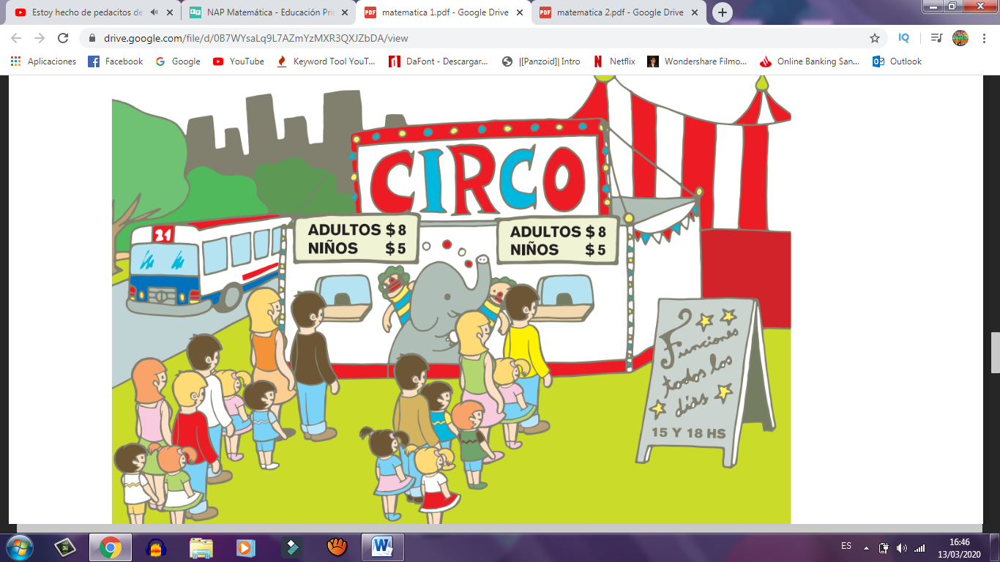 Estoy hecho de pedacitos de
NAP Matemática - Educación Pri
matematica 1.pdf - Google Drive
matematica 2.pdf - Google Drive
drive.google.com/file/d/0B7WYsaLq9L7AZmYzMXR3QXJZbDA/view
IQ
Aplicaciones
Facebook
Google
YouTube
Keyword Tool YouT...
DaFont - Descargar...
|[Panzoid]| Intro
Netflix
Wondershare Filmo...
Online Banking San...
Outlook
CIRCO
21
ADULTOS $ 8
NIÑOS $ 5
ADULTOS $ 8
NIÑOS $ 5
Funciones
todos los
días
15 Y 18 HS
ES
16:46
13/03/2020